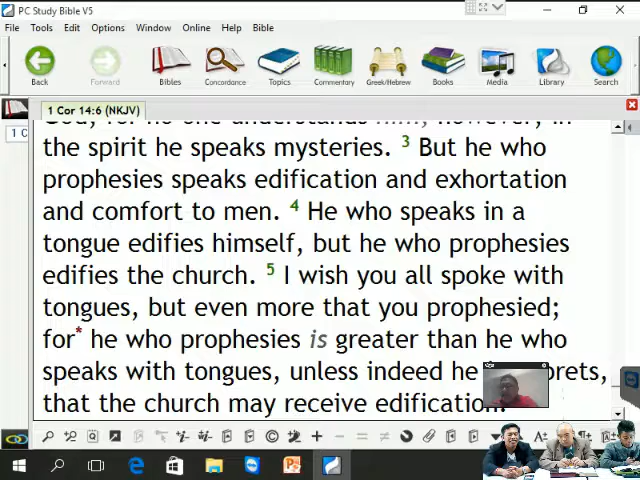 PC Study Bible V5
File Tools Edit Options Window Online Help Bible
Back Forward Bibles Concordance Topics Commentary Greek/Hebrew Books Media Library Search
1 Cor 14:6 (NKJV)
1 C
the spirit he speaks mysteries. 3 But he who
prophesies speaks edification and exhortation
and comfort to men. 4 He who speaks in a
tongue edifies himself, but he who prophesies
edifies the church. 5 I wish you all spoke with
tongues, but even more that you prophesied;
for* he who prophesies is greater than he who
speaks with tongues, unless indeed he
that the church may receive edification.